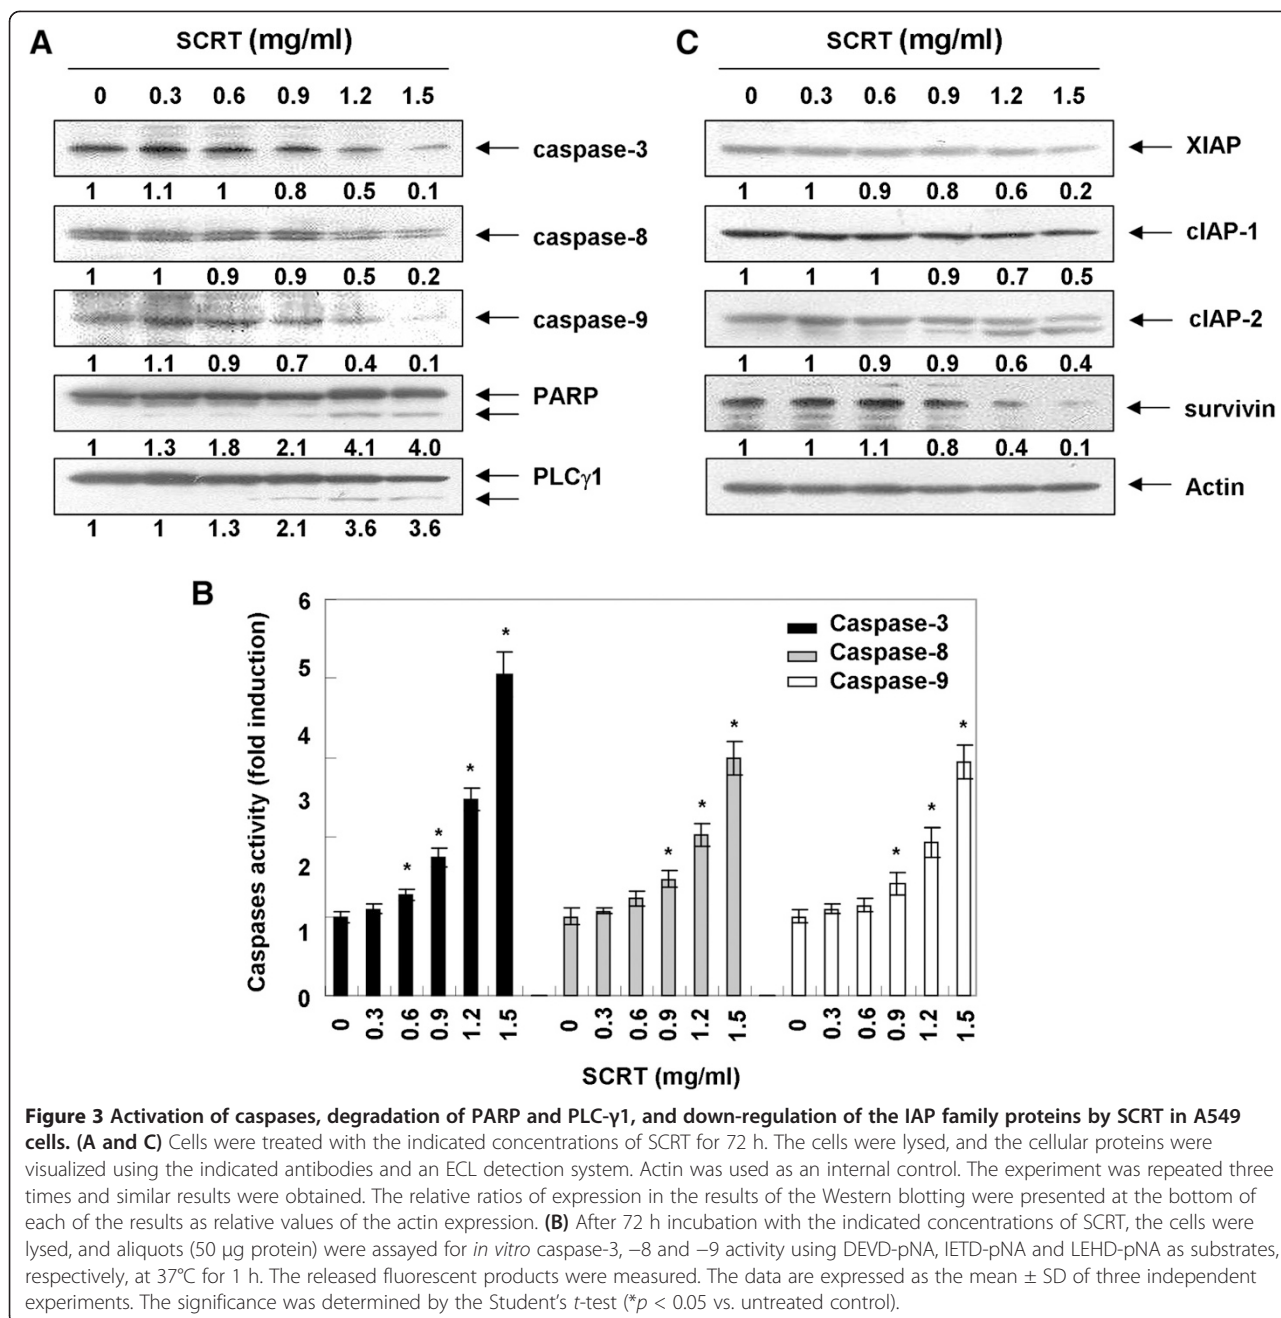 A
SCRT (mg/ml)
0 0.3 0.6 0.9 1.2 1.5
caspase-3
1 1.1 1 0.8 0.5 0.1
caspase-8
1 1 0.9 0.9 0.5 0.2
caspase-9
1 1.1 0.9 0.7 0.4 0.1
PARP
1 1.3 1.8 2.1 4.1 4.0
PLCγ1
1 1 1.3 2.1 3.6 3.6
C
SCRT (mg/ml)
0 0.3 0.6 0.9 1.2 1.5
XIAP
1 1 0.9 0.8 0.6 0.2
cIAP-1
1 1 1 0.9 0.7 0.5
cIAP-2
1 1 0.9 0.9 0.6 0.4
survivin
1 1 1.1 0.8 0.4 0.1
Actin
B
Caspases activity (fold induction)
6
5
4
3
2
1
0
Caspase-3
Caspase-8
Caspase-9
* * * *
* * *
* * *
0 0.3 0.6 0.9 1.2 1.5 0 0.3 0.6 0.9 1.2 1.5 0 0.3 0.6 0.9 1.2 1.5
SCRT (mg/ml)
Figure 3 Activation of caspases, degradation of PARP and PLC-γ1, and down-regulation of the IAP family proteins by SCRT in A549
cells. (A and C) Cells were treated with the indicated concentrations of SCRT for 72 h. The cells were lysed, and the cellular proteins were
visualized using the indicated antibodies and an ECL detection system. Actin was used as an internal control. The experiment was repeated three
times and similar results were obtained. The relative ratios of expression in the results of the Western blotting were presented at the bottom of
each of the results as relative values of the actin expression. (B) After 72 h incubation with the indicated concentrations of SCRT, the cells were
lysed, and aliquots (50 μg protein) were assayed for in vitro caspase-3, −8 and −9 activity using DEVD-pNA, IETD-pNA and LEHD-pNA as substrates,
respectively, at 37°C for 1 h. The released fluorescent products were measured. The data are expressed as the mean ± SD of three independent
experiments. The significance was determined by the Student's t-test (*p < 0.05 vs. untreated control).